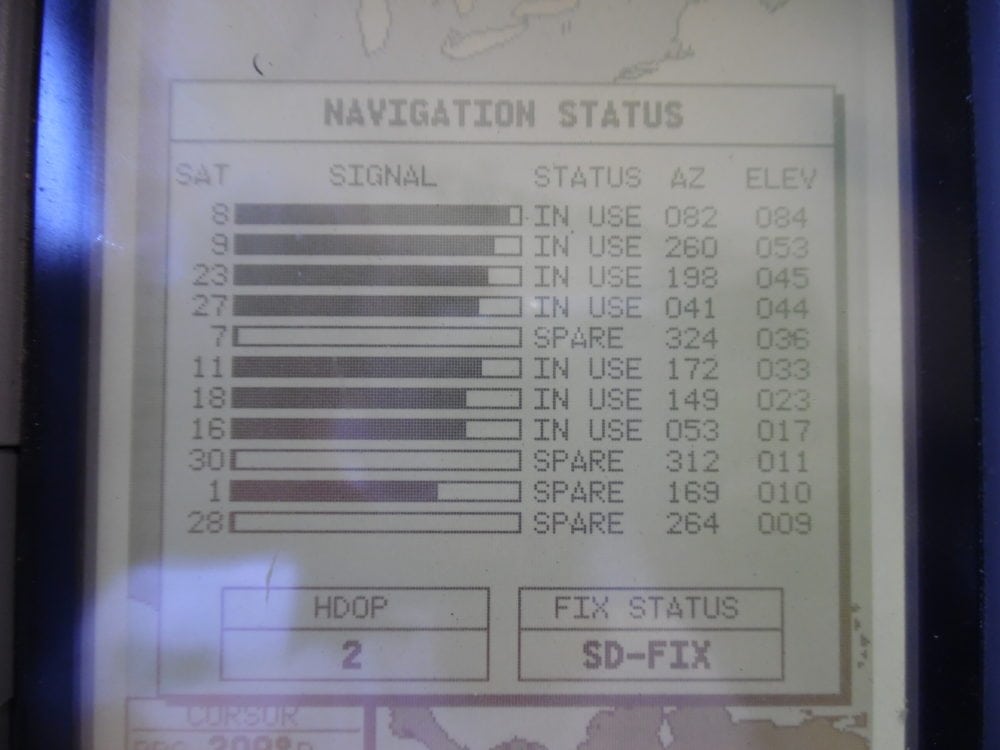 NAVIGATION STATUS
SAT SIGNAL STATUS AZ ELEV
8 IN USE 082 084
9 IN USE 260 053
23 IN USE 198 045
27 IN USE 041 044
7 SPARE 324 036
11 IN USE 172 033
18 IN USE 149 023
16 IN USE 053 017
30 SPARE 312 011
1 SPARE 169 010
28 SPARE 264 009
HDOP FIX STATUS
2 SD-FIX
CURSOR